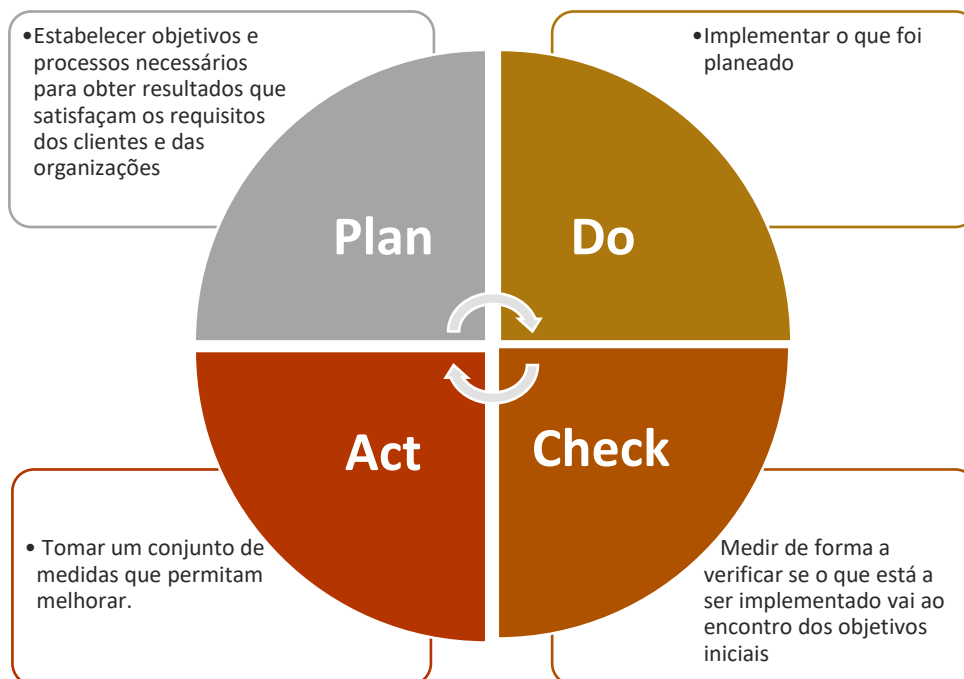 •Estabelecer objetivos e
processos necessários
para obter resultados que
satisfaçam os requisitos
dos clientes e das
organizações
•Implementar o que foi
planeado
Plan
Do
Act
Check
• Tomar um conjunto de
medidas que permitam
melhorar.
Medir de forma a
verificar se o que está a
ser implementado vai ao
encontro dos objetivos
iniciais